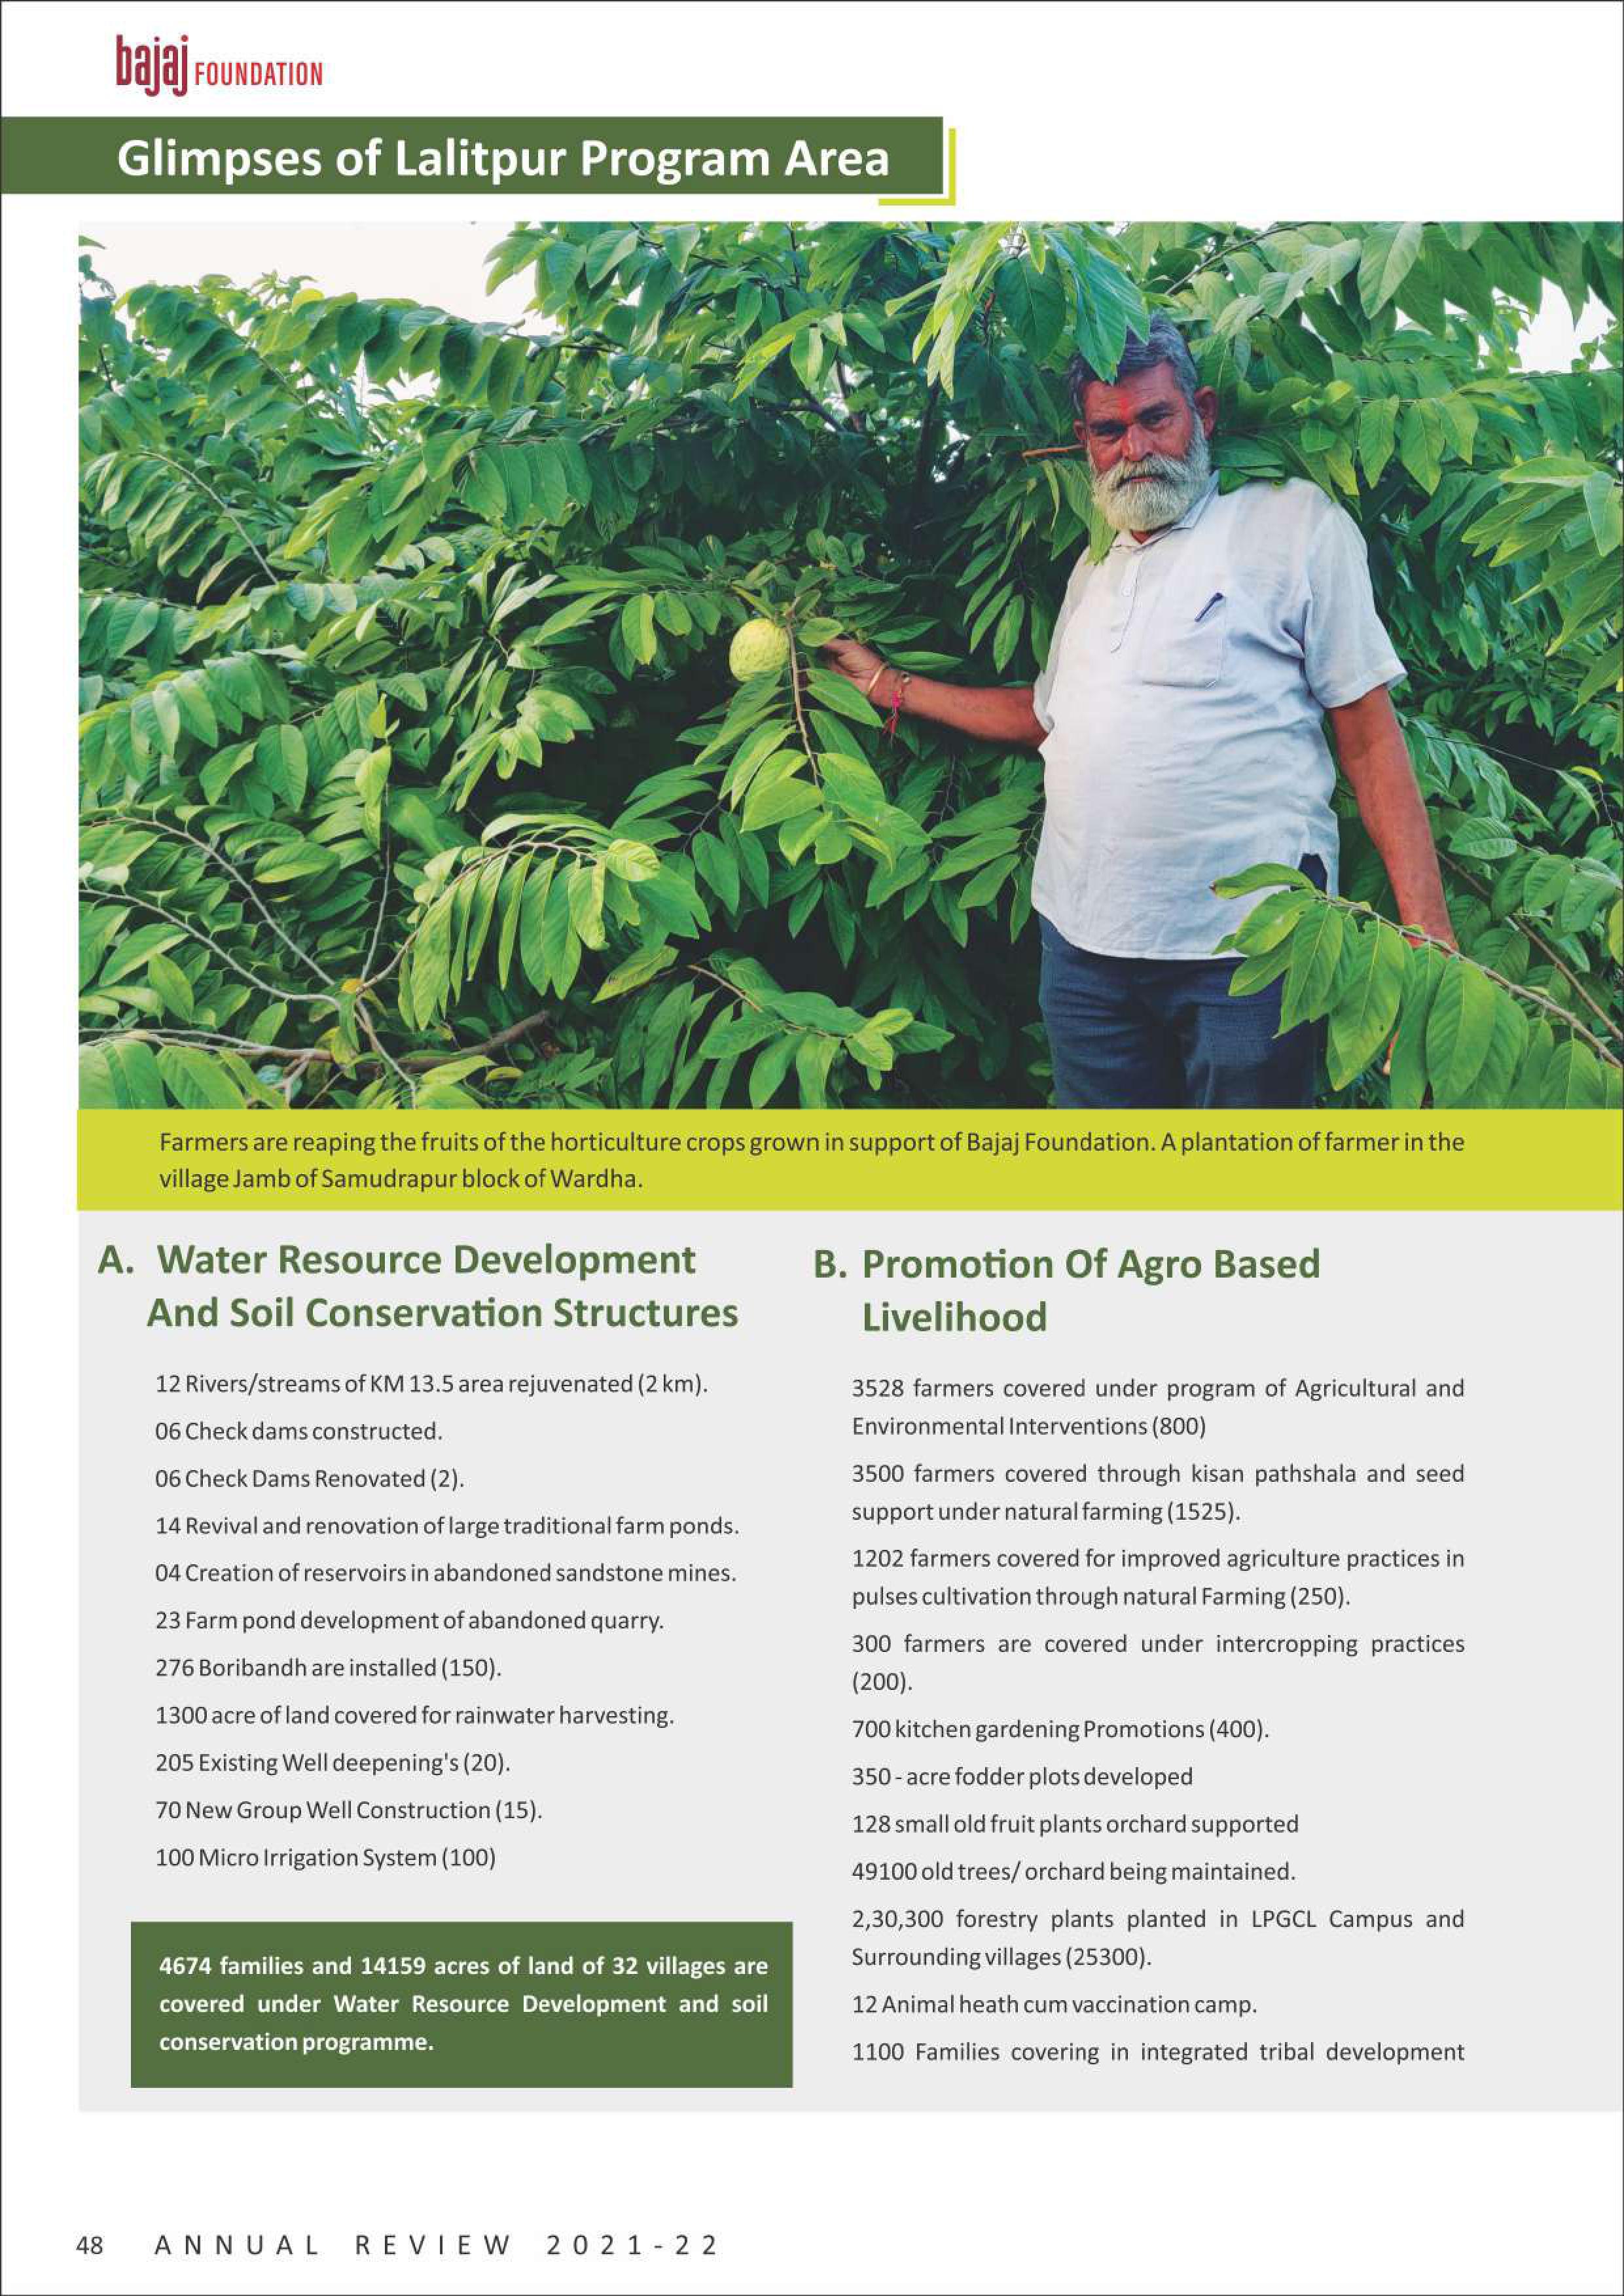 bajaj FOUNDATION
Glimpses of Lalitpur Program Area
Farmers are reaping the fruits of the horticulture crops grown in support of Bajaj Foundation. A plantation of farmer in the
village Jamb of Samudrapur block of Wardha.
A. Water Resource Development
And Soil Conservation Structures
12 Rivers/streams of KM 13.5 area rejuvenated (2 km).
06 Check dams constructed.
06 Check Dams Renovated (2).
14 Revival and renovation of large traditional farm ponds.
04 Creation of reservoirs in abandoned sandstone mines.
23 Farm pond development of abandoned quarry.
276 Boribandh are installed (150).
1300 acre of land covered for rainwater harvesting.
205 Existing Well deepening's (20).
70 New Group Well Construction (15).
100 Micro Irrigation System (100)
4674 families and 14159 acres of land of 32 villages are
covered under Water Resource Development and soil
conservation programme.
B. Promotion Of Agro Based
Livelihood
3528 farmers covered under program of Agricultural and
Environmental Interventions (800)
3500 farmers covered through kisan pathshala and seed
support under natural farming (1525).
1202 farmers covered for improved agriculture practices in
pulses cultivation through natural Farming (250).
300 farmers are covered under intercropping practices
(200).
700 kitchen gardening Promotions (400).
350 - acre fodder plots developed
128 small old fruit plants orchard supported
49100 old trees/ orchard being maintained.
2,30,300 forestry plants planted in LPGCL Campus and
Surrounding villages (25300).
12 Animal heath cum vaccination camp.
1100 Families covering in integrated tribal development
48 ANNUAL REVIEW 2021-22